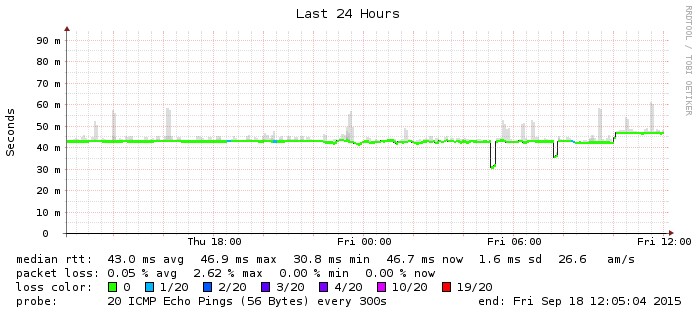 Last 24 Hours
RRDTOOL / TOBI OETIKER
Seconds
90 m
80 m
70 m
60 m
50 m
40 m
30 m
20 m
10 m
0
Thu 18:00 Fri 00:00 Fri 06:00 Fri 12:00
median rtt: 43.0 ms avg 46.9 ms max 30.8 ms min 46.7 ms now 1.6 ms sd 26.6 am/s
packet loss: 0.05 % avg 2.62 % max 0.00 % min 0.00 % now
loss color: 0 1/20 2/20 3/20 4/20 10/20 19/20
probe: 20 ICMP Echo Pings (56 Bytes) every 300s end: Fri Sep 18 12:05:04 2015